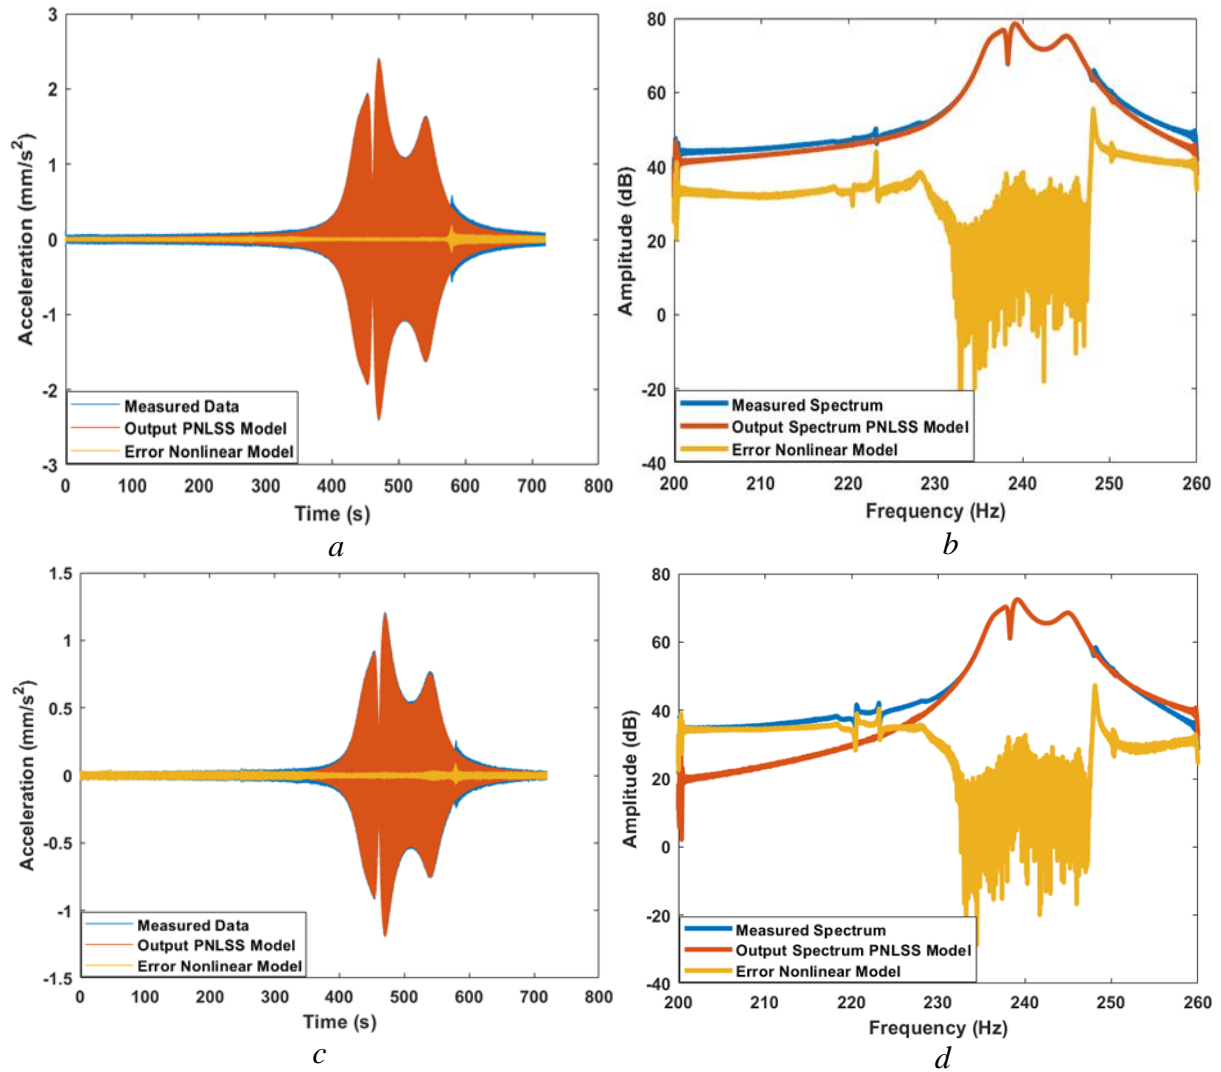 3
2
1
0
-1
-2
-3
Acceleration (mm/s2)
Measured Data
Output PNLSS Model
Error Nonlinear Model
0 100 200 300 400 500 600 700 800
Time (s)
a
80
60
40
20
0
-20
-40
Amplitude (dB)
Measured Spectrum
Output Spectrum PNLSS Model
Error Nonlinear Model
200 210 220 230 240 250 260
Frequency (Hz)
b
1.5
1
0.5
0
-0.5
-1
-1.5
Acceleration (mm/s2)
Measured Data
Output PNLSS Model
Error Nonlinear Model
0 100 200 300 400 500 600 700 800
Time (s)
c
80
60
40
20
0
-20
-40
Amplitude (dB)
Measured Spectrum
Output Spectrum PNLSS Model
Error Nonlinear Model
200 210 220 230 240 250 260
Frequency (Hz)
d